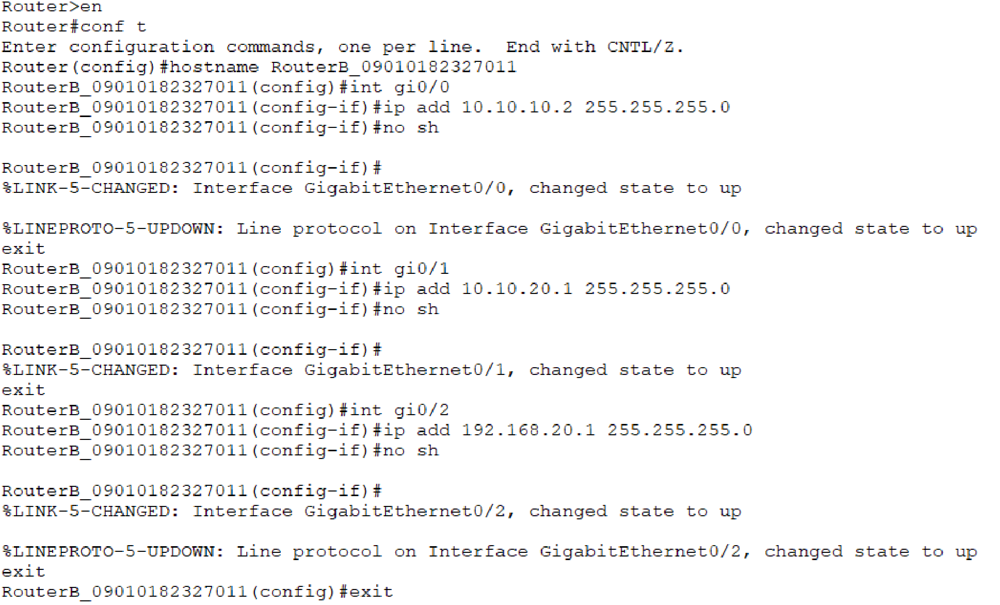 Router>en
Router#conf t
Enter configuration commands, one per line.  End with CNTL/Z.
Router(config)#hostname RouterB_09010182327011
RouterB_09010182327011(config)#int gi0/0
RouterB_09010182327011(config-if)#ip add 10.10.10.2 255.255.255.0
RouterB_09010182327011(config-if)#no sh
RouterB_09010182327011(config-if)#
%LINK-5-CHANGED: Interface GigabitEthernet0/0, changed state to up
%LINEPROTO-5-UPDOWN: Line protocol on Interface GigabitEthernet0/0, changed state to up
exit
RouterB_09010182327011(config)#int gi0/1
RouterB_09010182327011(config-if)#ip add 10.10.20.1 255.255.255.0
RouterB_09010182327011(config-if)#no sh
RouterB_09010182327011(config-if)#
%LINK-5-CHANGED: Interface GigabitEthernet0/1, changed state to up
exit
RouterB_09010182327011(config)#int gi0/2
RouterB_09010182327011(config-if)#ip add 192.168.20.1 255.255.255.0
RouterB_09010182327011(config-if)#no sh
RouterB_09010182327011(config-if)#
%LINK-5-CHANGED: Interface GigabitEthernet0/2, changed state to up
%LINEPROTO-5-UPDOWN: Line protocol on Interface GigabitEthernet0/2, changed state to up
exit
RouterB_09010182327011(config)#exit